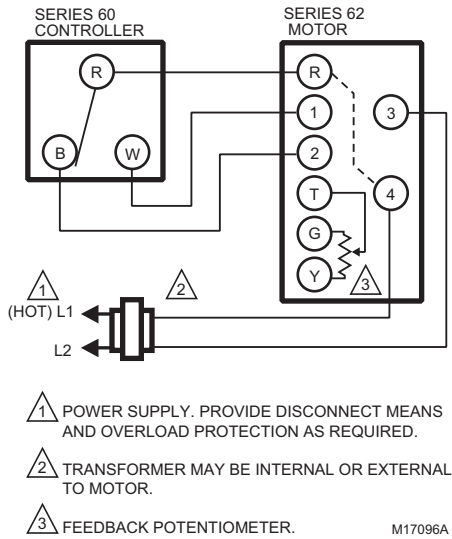 SERIES 60
CONTROLLER
SERIES 62
MOTOR
R
R
1
3
B
W
2
T
4
G
Y
3
1
2
(HOT) L1
L2
1 POWER SUPPLY. PROVIDE DISCONNECT MEANS
AND OVERLOAD PROTECTION AS REQUIRED.
2 TRANSFORMER MAY BE INTERNAL OR EXTERNAL
TO MOTOR.
3 FEEDBACK POTENTIOMETER.
M17096A